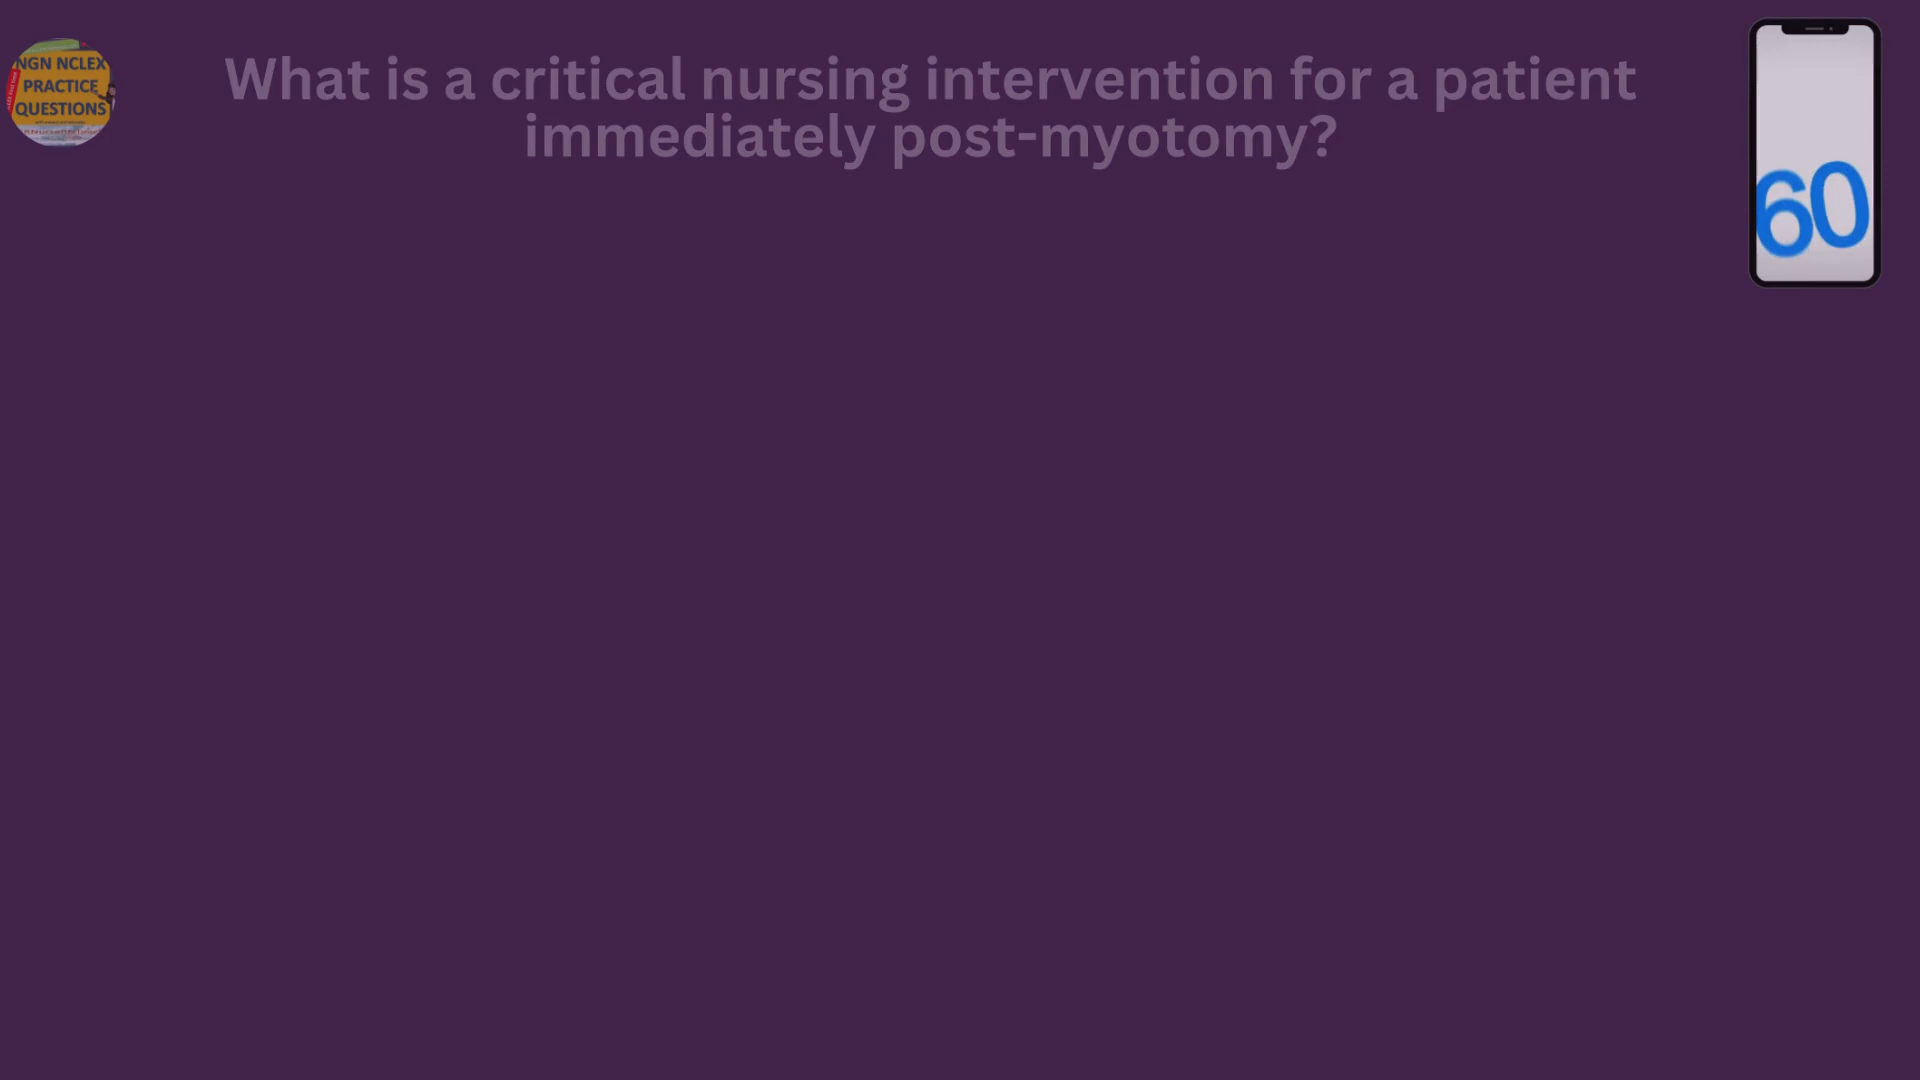 What is a critical nursing intervention for a patient
immediately post-myotomy?
NGN NCLEX
PRACTICE
QUESTIONS
60